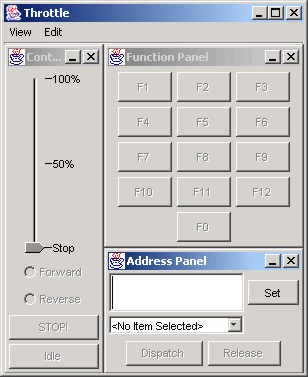 Throttle
View Edit
Cont...
100%
50%
Stop
Forward
Reverse
STOP!
Idle
Function Panel
F1 F2 F3
F4 F5 F6
F7 F8 F9
F10 F11 F12
F0
Address Panel
Set
<No Item Selected>
Dispatch Release